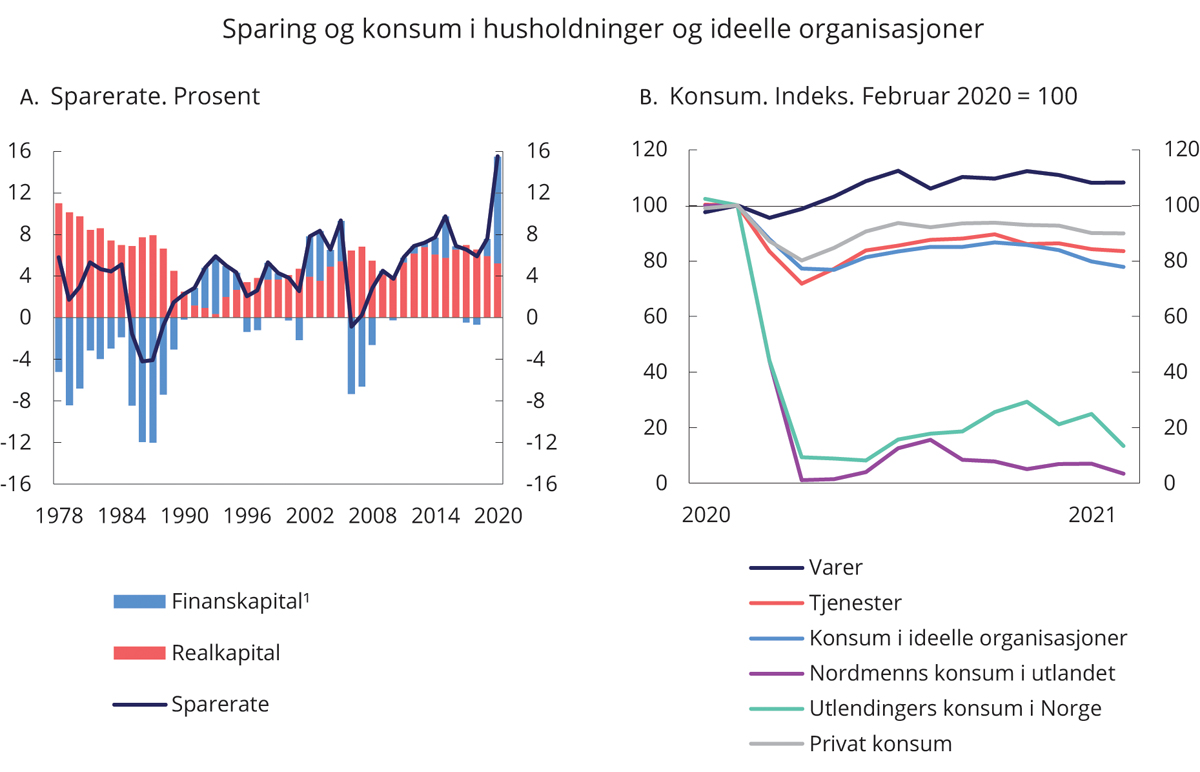 Sparing og konsum i husholdninger og ideelle organisasjoner
A. Sparerate. Prosent
16 16
12 12
8 8
4 4
0 0
-4 -4
-8 -8
-12 -12
-16 -16
1978 1984 1990 1996 2002 2008 2014 2020
Finanskapital¹
Realkapital
Sparerate
B. Konsum. Indeks. Februar 2020 = 100
120 120
100 100
80 80
60 60
40 40
20 20
0 0
2020 2021
Varer
Tjenester
Konsum i ideelle organisasjoner
Nordmenns konsum i utlandet
Utlendingers konsum i Norge
Privat konsum